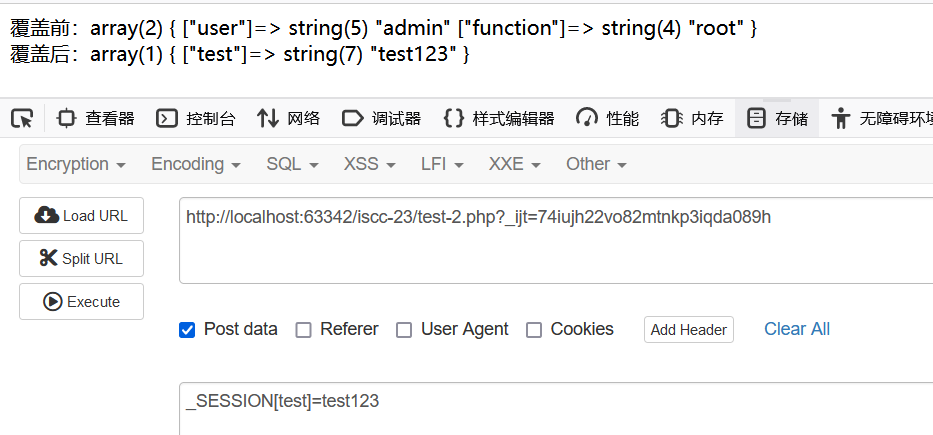 覆盖前：array(2) { ["user"]=> string(5) "admin" ["function"]=> string(4) "root" }
覆盖后：array(1) { ["test"]=> string(7) "test123" }
查看器 控制台 网络 调试器 样式编辑器 性能 内存 存储 无障碍环境
Encryption Encoding SQL XSS LFI XXE Other
Load URL http://localhost:63342/iscc-23/test-2.php?_ijt=74iujh22vo82mtnkp3iqda089h
Split URL
Execute
Post data Referer User Agent Cookies Add Header Clear All
_SESSION[test]=test123